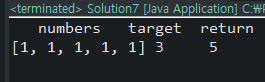 <terminated> Solution7 [Java Application] C:₩
numbers target return
[1, 1, 1, 1, 1] 3 5